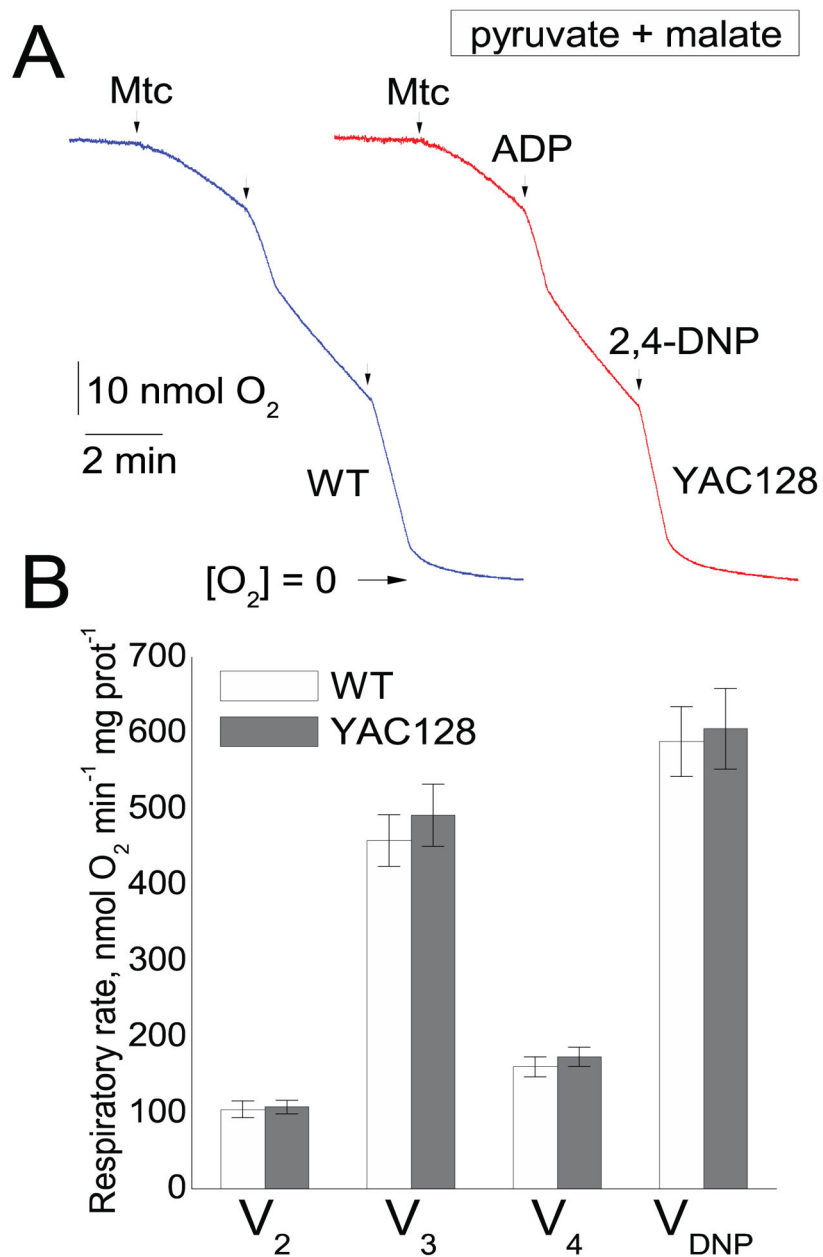 A
pyruvate + malate
Mtc
Mtc
ADP
2,4-DNP
10 nmol O₂
2 min
WT
YAC128
[O₂] = 0
B
Respiratory rate, nmol O₂ min⁻¹ mg prot⁻¹
700
600
500
400
300
200
100
0
WT
YAC128
V₂ V₃ V₄ V_DNP